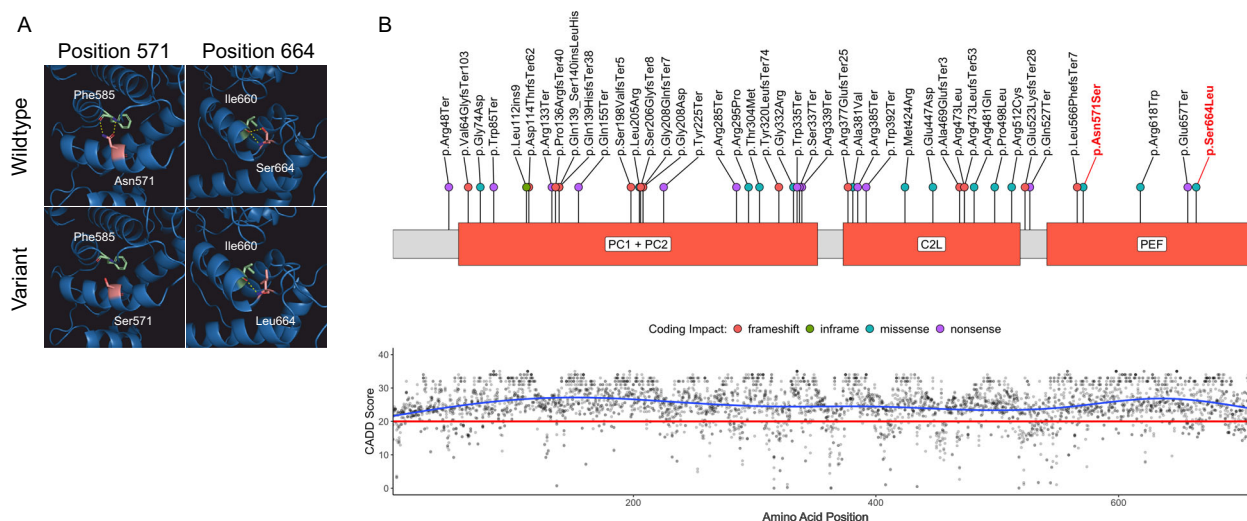 A
Position 571
Position 664
Wildtype
Phe585
Asn571
Ile660
Ser664
Variant
Phe585
Ser571
Ile660
Leu664
B
p.Arg48Ter
p.Val64GlyfsTer103
p.Gly74Asp
p.Trp85Ter
p.Leu112ins9
p.Asp114ThrfsTer62
p.Arg133Ter
p.Pro136ArgfsTer40
p.Gln139_Ser140insLeuHis
p.Gln139HisfsTer38
p.Gln155Ter
p.Ser198ValfsTer5
p.Leu205Arg
p.Ser206GlyfsTer8
p.Gly208GlnfsTer7
p.Gly208Asp
p.Tyr225Ter
p.Arg285Ter
p.Arg295Pro
p.Thr304Met
p.Tyr320LeufsTer74
p.Gly332Arg
p.Trp335Ter
p.Ser337Ter
p.Arg339Ter
p.Arg377GlufsTer25
p.Ala381Val
p.Arg385Ter
p.Trp392Ter
p.Met424Arg
p.Glu447Asp
p.Ala469GlufsTer3
p.Arg473Leu
p.Arg473LeufsTer53
p.Arg481Gln
p.Pro498Leu
p.Arg512Cys
p.Glu523LysfsTer28
p.Gln527Ter
p.Leu566PhefsTer7
p.Asn571Ser
p.Arg618Trp
p.Glu657Ter
p.Ser664Leu
PC1 + PC2
C2L
PEF
Coding Impact: frameshift inframe missense nonsense
CADD Score
40
30
20
10
0
200
400
600
Amino Acid Position